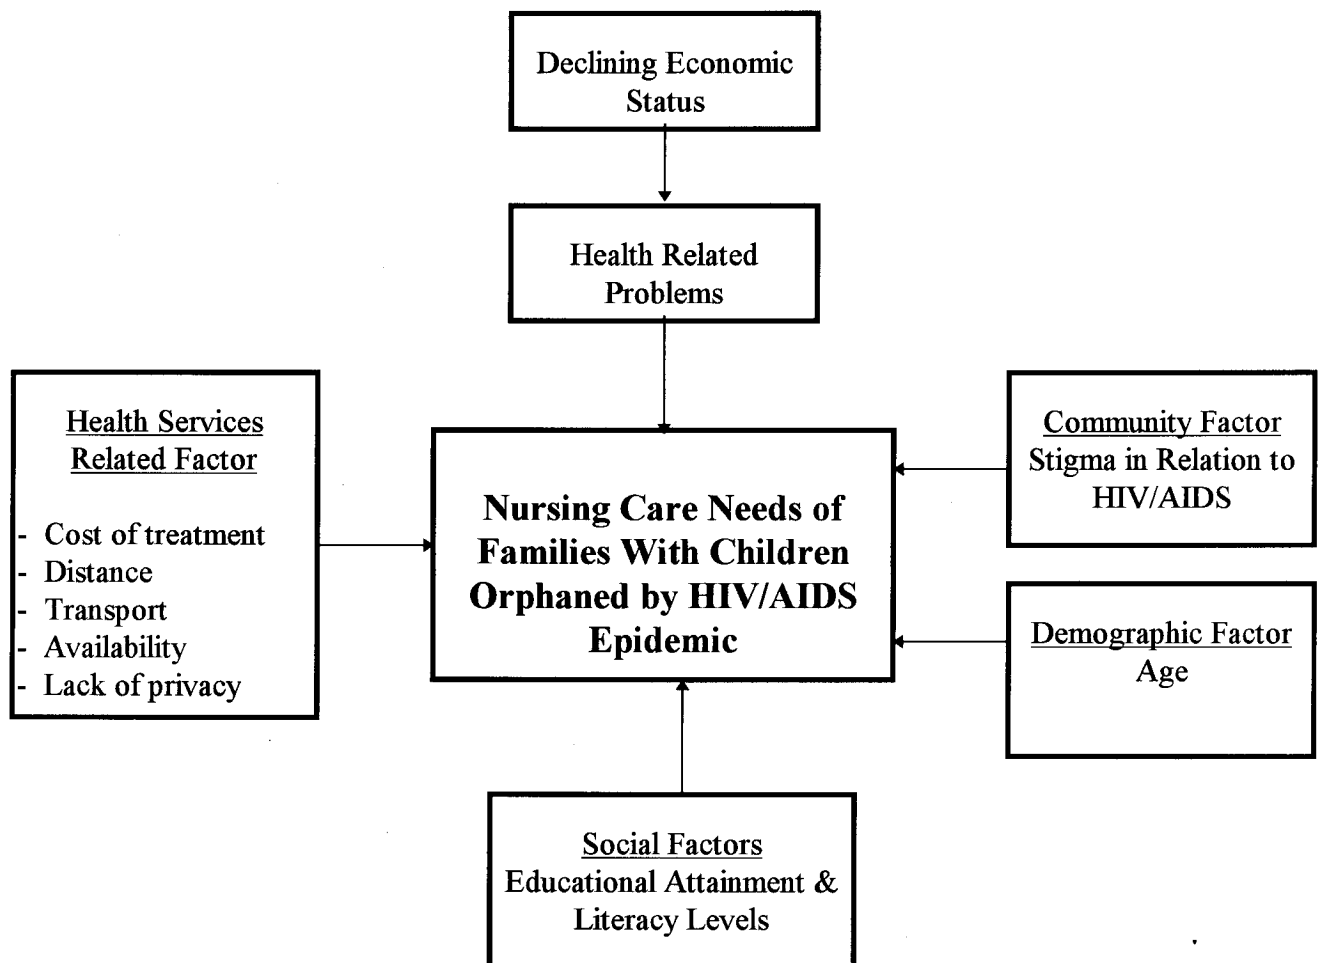 Declining Economic
Status
Health Related
Problems
Health Services
Related Factor
- Cost of treatment
- Distance
- Transport
- Availability
- Lack of privacy
Nursing Care Needs of
Families With Children
Orphaned by HIV/AIDS
Epidemic
Community Factor
Stigma in Relation to
HIV/AIDS
Demographic Factor
Age
Social Factors
Educational Attainment &
Literacy Levels